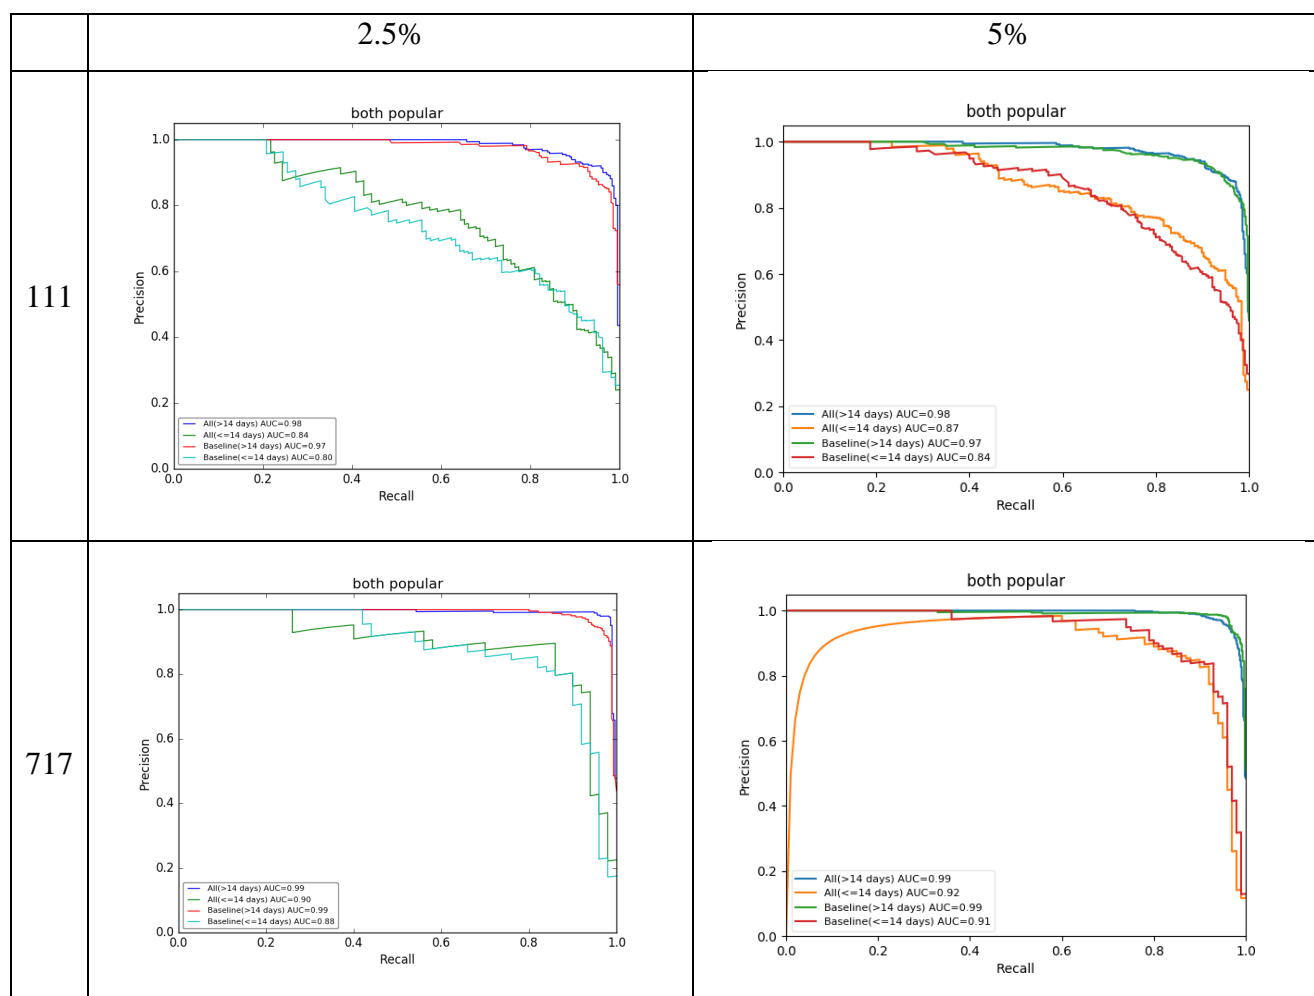 2.5%
5%
111
both popular
1.0
0.8
0.6
0.4
0.2
0.0
Precision
All(>14 days) AUC=0.98
All(<=14 days) AUC=0.84
Baseline(>14 days) AUC=0.97
Baseline(<=14 days) AUC=0.80
0.0 0.2 0.4 0.6 0.8 1.0
Recall
both popular
1.0
0.8
0.6
0.4
0.2
0.0
Precision
All(>14 days) AUC=0.98
All(<=14 days) AUC=0.87
Baseline(>14 days) AUC=0.97
Baseline(<=14 days) AUC=0.84
0.0 0.2 0.4 0.6 0.8 1.0
Recall
717
both popular
1.0
0.8
0.6
0.4
0.2
0.0
Precision
All(>14 days) AUC=0.99
All(<=14 days) AUC=0.90
Baseline(>14 days) AUC=0.99
Baseline(<=14 days) AUC=0.88
0.0 0.2 0.4 0.6 0.8 1.0
Recall
both popular
1.0
0.8
0.6
0.4
0.2
0.0
Precision
All(>14 days) AUC=0.99
All(<=14 days) AUC=0.92
Baseline(>14 days) AUC=0.99
Baseline(<=14 days) AUC=0.91
0.0 0.2 0.4 0.6 0.8 1.0
Recall